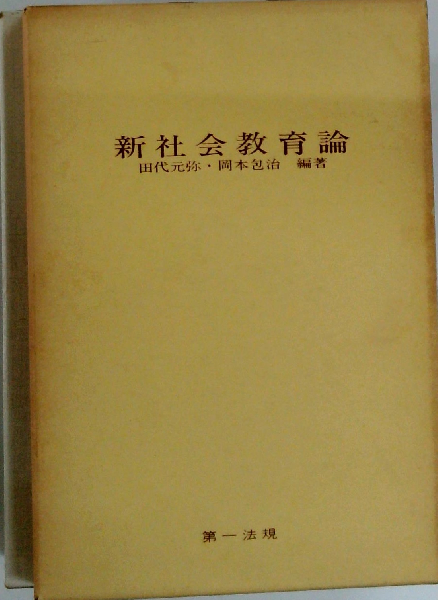 新社会教育論
田代元弥・岡本包治　編著
第一法規